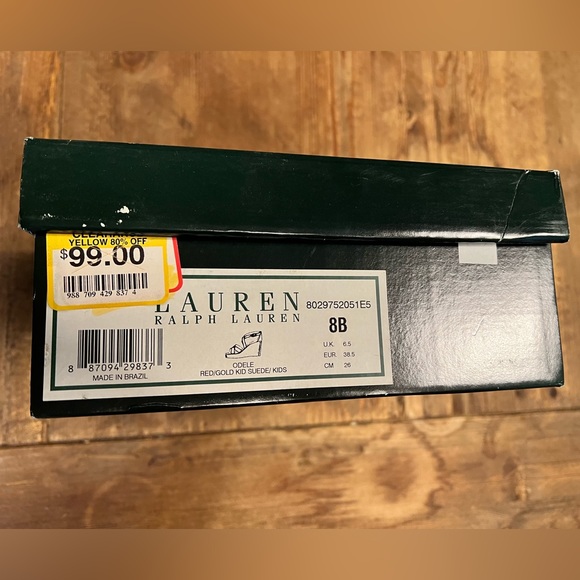 CLEARANCE
YELLOW 80% OFF
$99.00
988 709 429 837 4
LAUREN
RALPH LAUREN
8029752051E5
8B
U.K. 6.5
EUR 38.5
CM 26
8 87094 29837 3
MADE IN BRAZIL
ODELE
RED/GOLD KID SUEDE/ KIDS